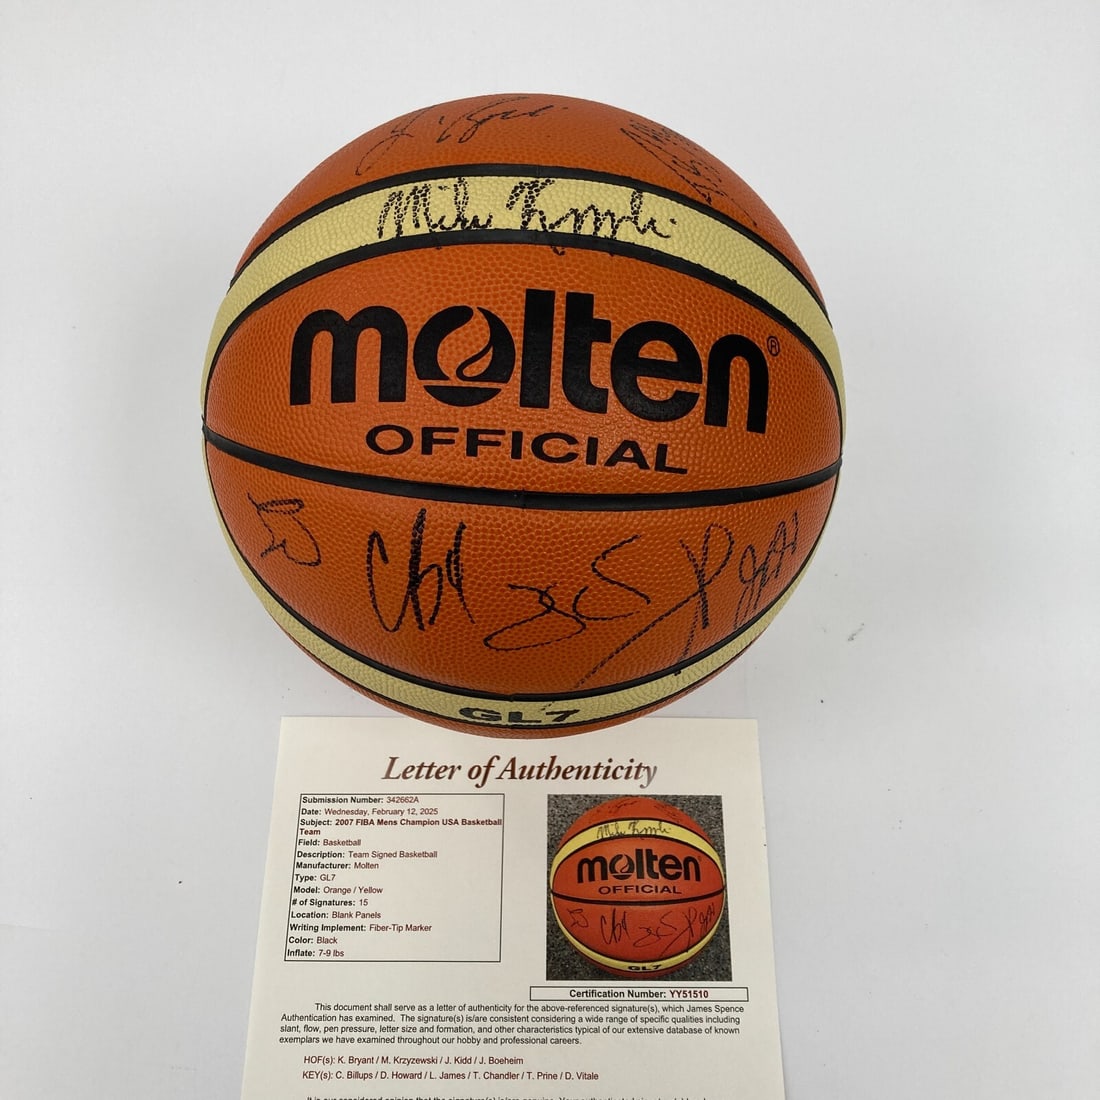 Mike Krzyzewski
molten®
OFFICIAL
GL7
Letter of Authenticity
Submission Number: 342662A
Date: Wednesday, February 12, 2025
Subject: 2007 FIBA Mens Champion USA Basketball
Team
Field: Basketball
Description: Team Signed Basketball
Manufacturer: Molten
Type: GL7
Model: Orange / Yellow
# of Signatures: 15
Location: Blank Panels
Writing Implement: Fiber-Tip Marker
Color: Black
Inflate: 7-9 lbs
molten
OFFICIAL
GL7
Certification Number: YY51510
This document shall serve as a letter of authenticity for the above-referenced signature(s), which James Spence
Authentication has examined. The signature(s) is/are consistent considering a wide range of specific qualities including
slant, flow, pen pressure, letter size and formation, and other characteristics typical of our extensive database of known
exemplars we have examined throughout our hobby and professional careers.
HOF(s): K. Bryant / M. Krzyzewski / J. Kidd / J. Boeheim
KEY(s): C. Billups / D. Howard / L. James / T. Chandler / T. Prine / D. Vitale